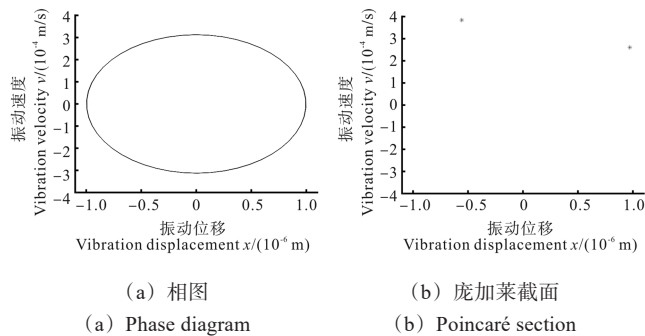 4
3
2
1
0
−1
−2
−3
−4
振动速度
Vibration velocity v/(10⁻⁴ m/s)
−1.0 −0.5 0 0.5 1.0
振动位移
Vibration displacement x/(10⁻⁶ m)
(a) 相图
(a) Phase diagram
4
3
2
1
0
−1
−2
−3
−4
振动速度
Vibration velocity v/(10⁻⁴ m/s)
−1.0 −0.5 0 0.5 1.0
振动位移
Vibration displacement x/(10⁻⁶ m)
(b) 庞加莱截面
(b) Poincaré section